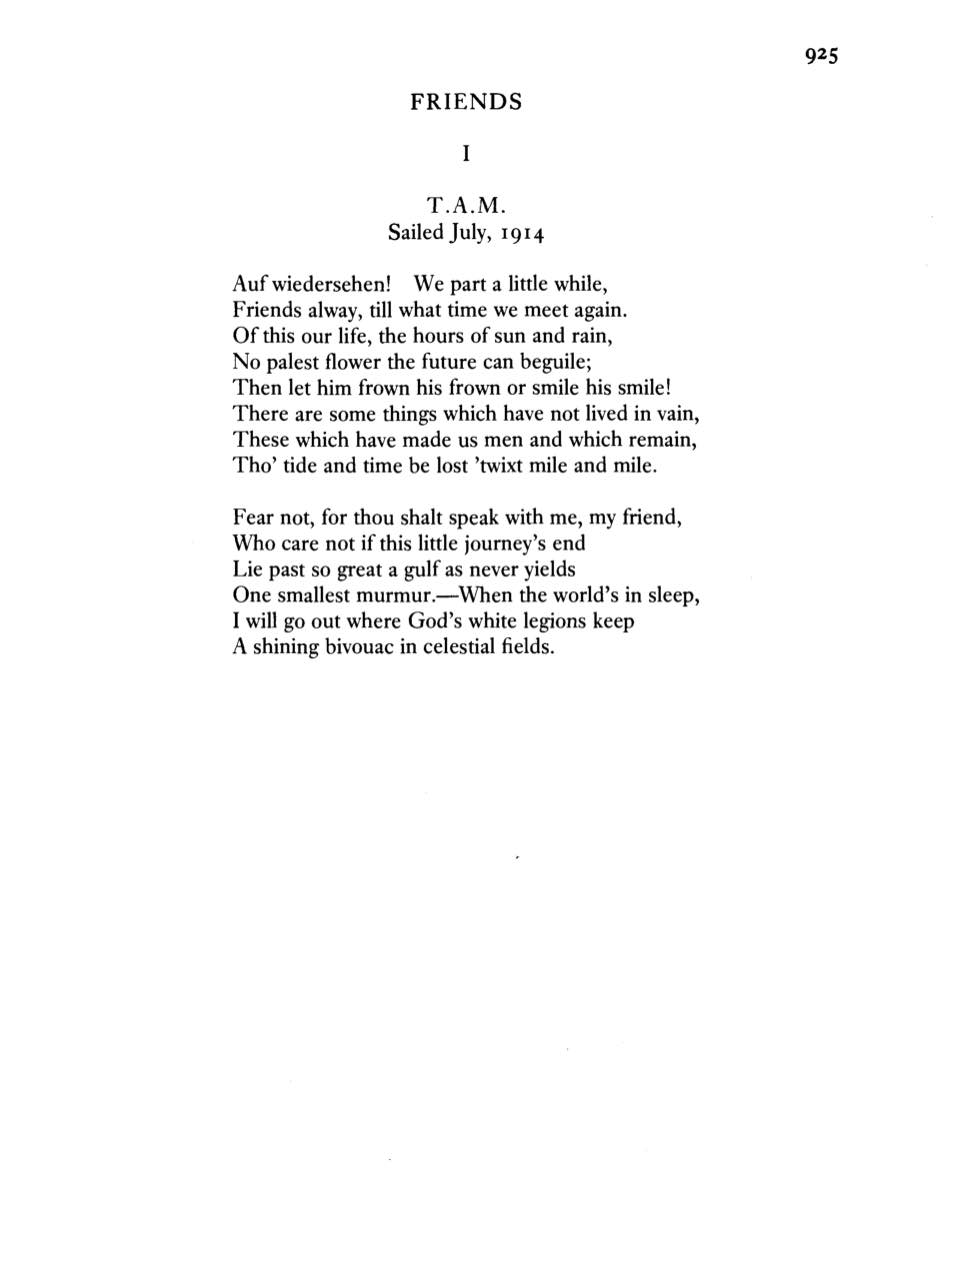 925
FRIENDS
I
T.A.M.
Sailed July, 1914
Auf wiedersehen! We part a little while,
Friends alway, till what time we meet again.
Of this our life, the hours of sun and rain,
No palest flower the future can beguile;
Then let him frown his frown or smile his smile!
There are some things which have not lived in vain,
These which have made us men and which remain,
Tho’ tide and time be lost ’twixt mile and mile.
Fear not, for thou shalt speak with me, my friend,
Who care not if this little journey’s end
Lie past so great a gulf as never yields
One smallest murmur.—When the world’s in sleep,
I will go out where God’s white legions keep
A shining bivouac in celestial fields.